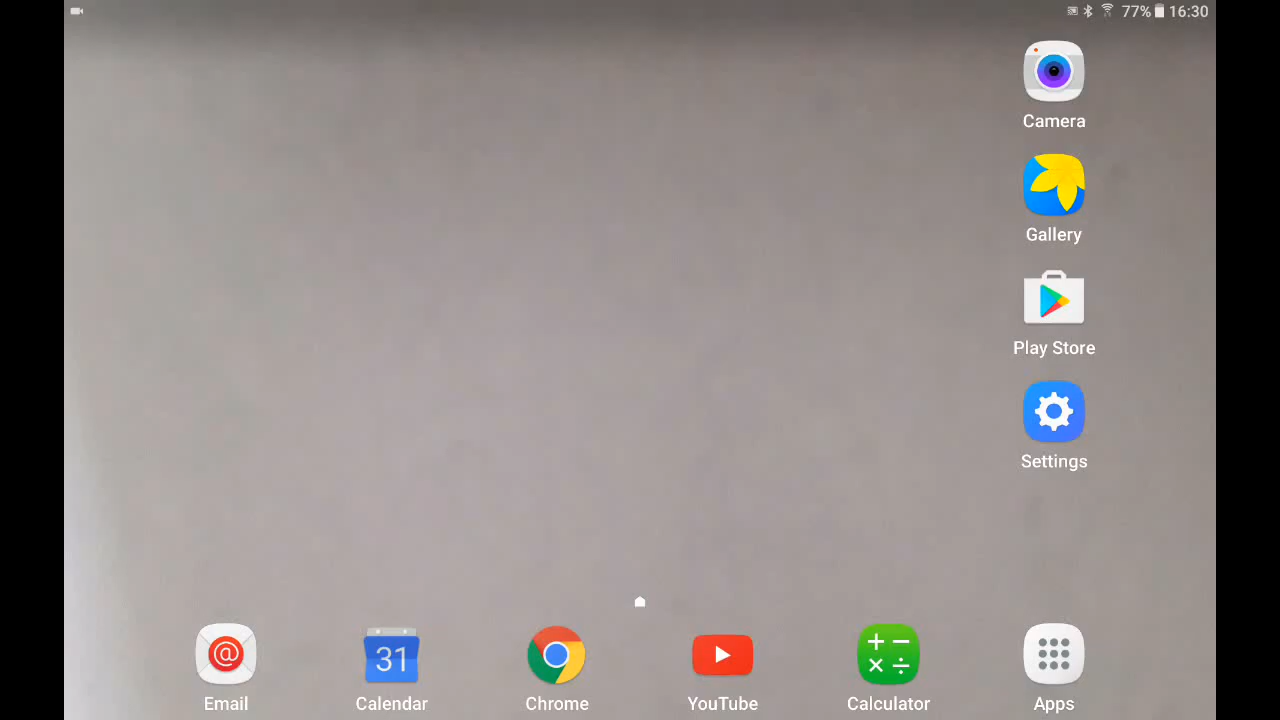 77% 16:30
Camera
Gallery
Play Store
Settings
31
@
Email Calendar Chrome YouTube Calculator Apps